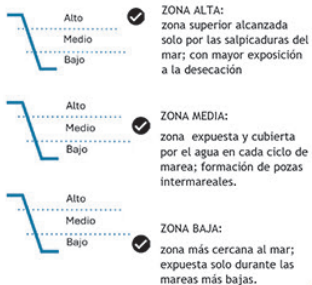 Alto
Medio
Bajo
ZONA ALTA:
zona superior alcanzada
solo por las salpicaduras del
mar; con mayor exposición
a la desecación
Alto
Medio
Bajo
ZONA MEDIA:
zona expuesta y cubierta
por el agua en cada ciclo de
marea; formación de pozas
intermareales.
Alto
Medio
Bajo
ZONA BAJA:
zona más cercana al mar;
expuesta solo durante las
mareas más bajas.